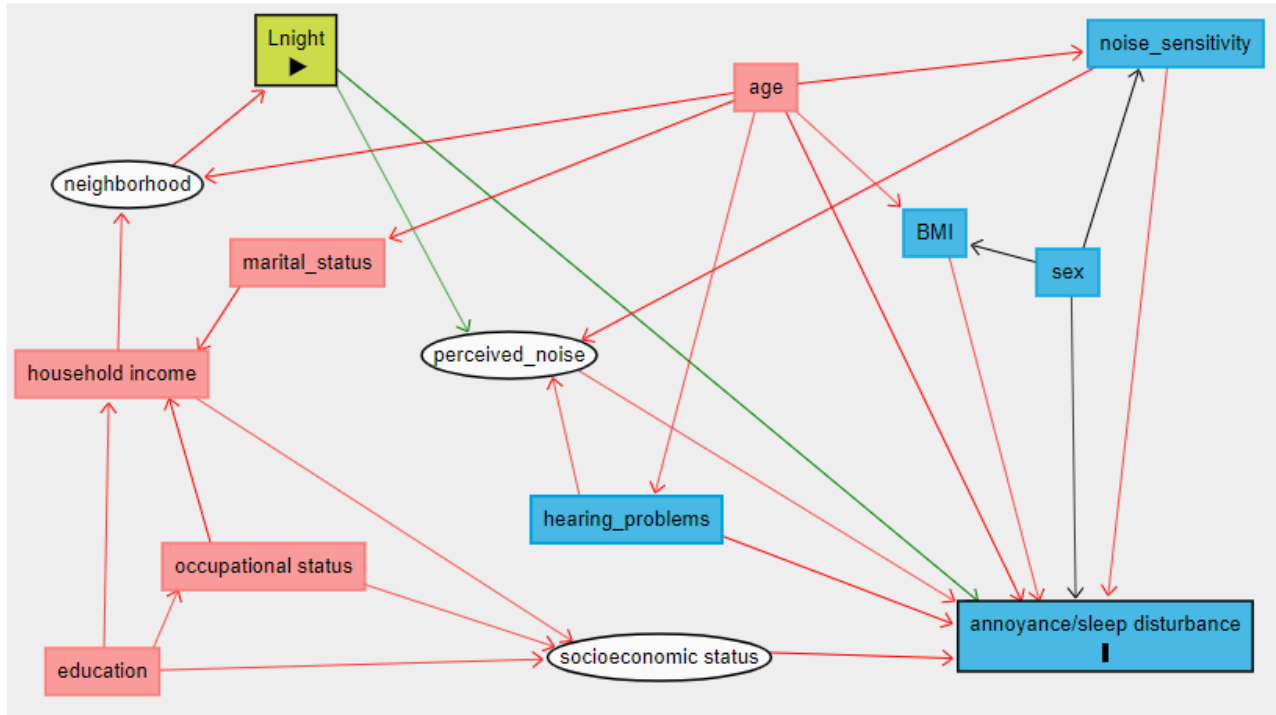 Lnight
noise_sensitivity
age
neighborhood
BMI
marital_status
sex
perceived_noise
household income
hearing_problems
occupational status
annoyance/sleep disturbance
socioeconomic status
education